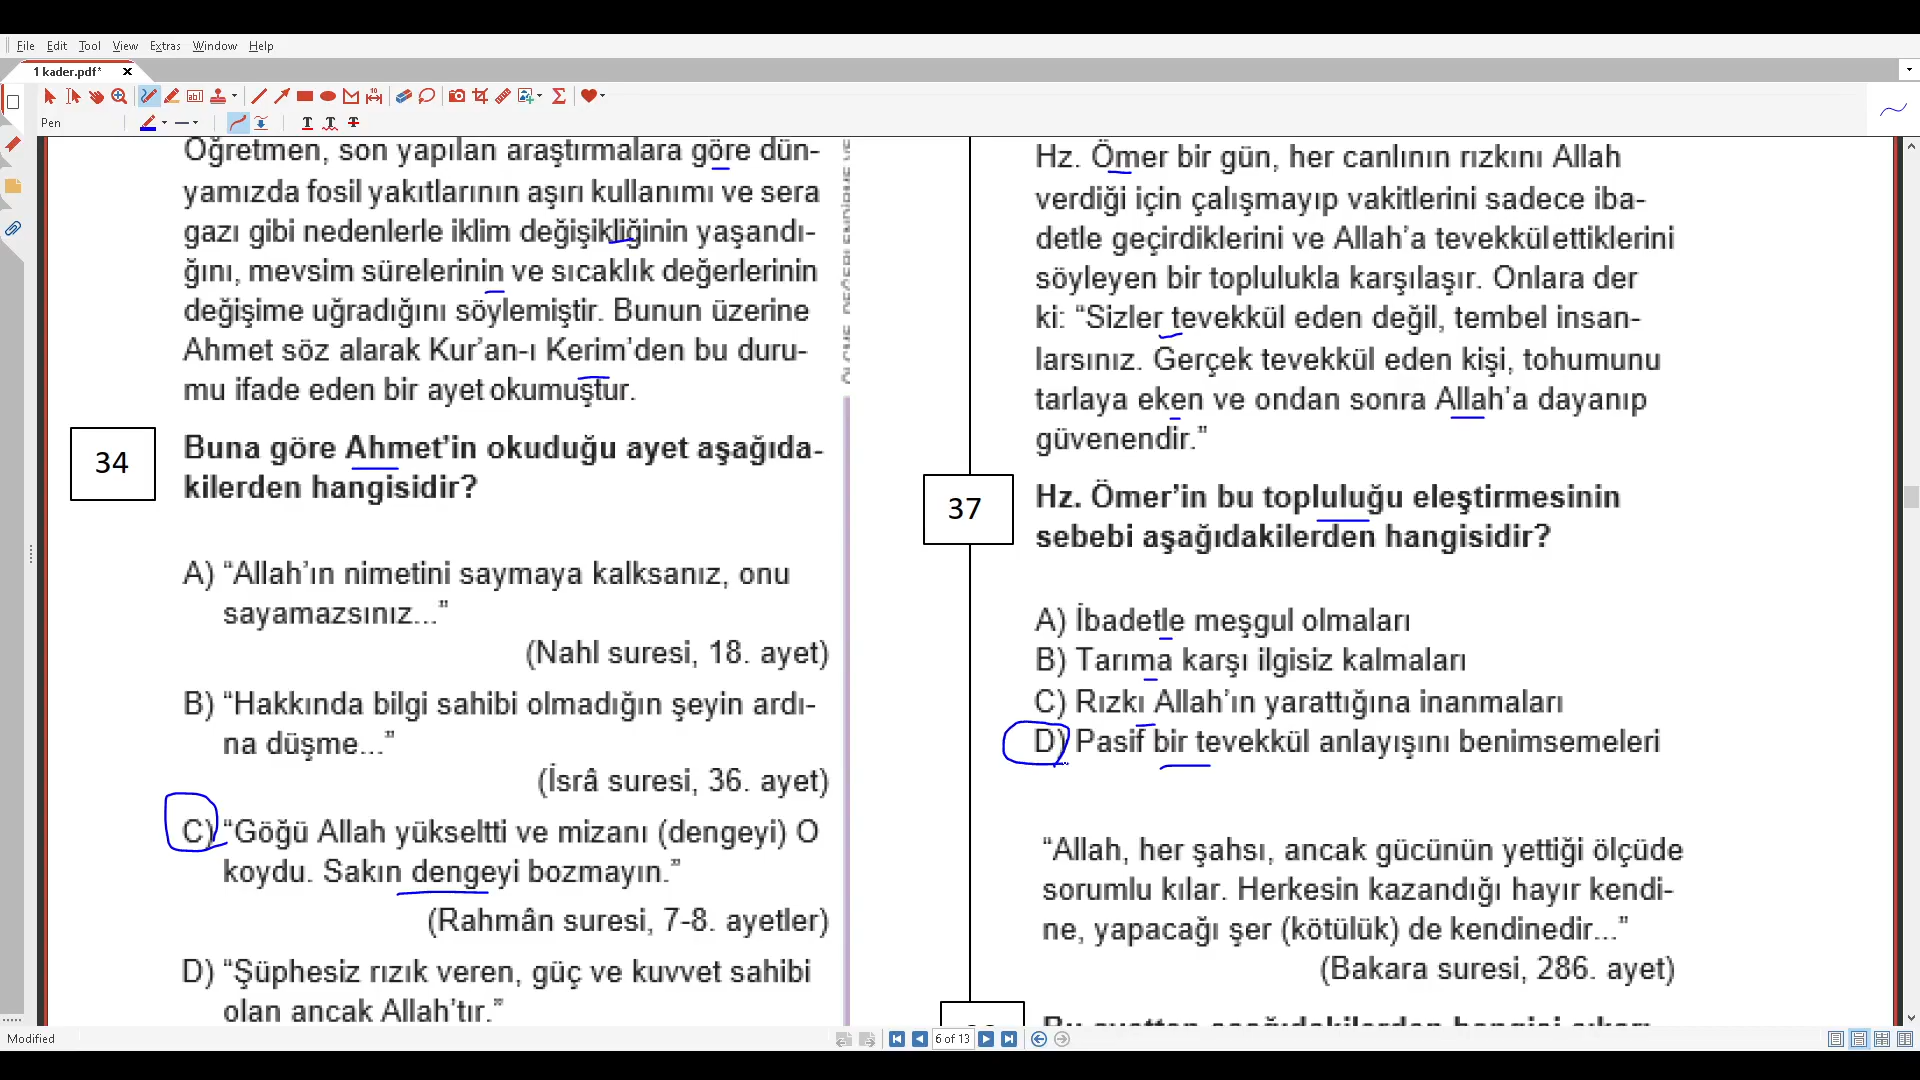 File Edit Tool View Extras Window Help
1 kader.pdf*
Pen
Öğretmen, son yapılan araştırmalara göre dün-
yamızda fosil yakıtlarının aşırı kullanımı ve sera
gazı gibi nedenlerle iklim değişikliğinin yaşandı-
ğını, mevsim sürelerinin ve sıcaklık değerlerinin
değişime uğradığını söylemiştir. Bunun üzerine
Ahmet söz alarak Kur’an-ı Kerim’den bu duru-
mu ifade eden bir ayet okumuştur.
34
Buna göre Ahmet’in okuduğu ayet aşağıda-
kilerden hangisidir?
A) “Allah’ın nimetini saymaya kalksanız, onu
sayamazsınız...”
(Nahl suresi, 18. ayet)
B) “Hakkında bilgi sahibi olmadığın şeyin ardı-
na düşme...”
(İsrâ suresi, 36. ayet)
C) “Göğü Allah yükseltti ve mizanı (dengeyi) O
koydu. Sakın dengeyi bozmayın.”
(Rahmân suresi, 7-8. ayetler)
D) “Şüphesiz rızık veren, güç ve kuvvet sahibi
olan ancak Allah’tır.”
Hz. Ömer bir gün, her canlının rızkını Allah
verdiği için çalışmayıp vakitlerini sadece iba-
detle geçirdiklerini ve Allah’a tevekkül ettiklerini
söyleyen bir toplulukla karşılaşır. Onlara der
ki: “Sizler tevekkül eden değil, tembel insan-
larsınız. Gerçek tevekkül eden kişi, tohumunu
tarlaya eken ve ondan sonra Allah’a dayanıp
güvenendir.”
37
Hz. Ömer’in bu topluluğu eleştirmesinin
sebebi aşağıdakilerden hangisidir?
A) İbadetle meşgul olmaları
B) Tarıma karşı ilgisiz kalmaları
C) Rızkı Allah’ın yarattığına inanmaları
D) Pasif bir tevekkül anlayışını benimsemeleri
“Allah, her şahsı, ancak gücünün yettiği ölçüde
sorumlu kılar. Herkesin kazandığı hayır kendi-
ne, yapacağı şer (kötülük) de kendinedir...”
(Bakara suresi, 286. ayet)
Modified
6 of 13